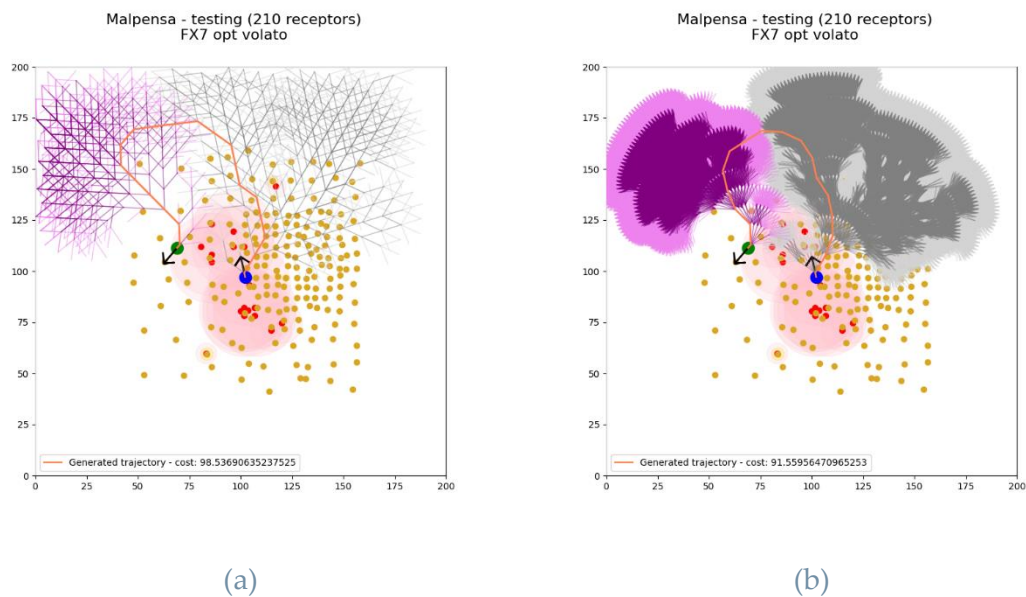 Malpensa - testing (210 receptors)
FX7 opt volato
200
175
150
125
100
75
50
25
0
0 25 50 75 100 125 150 175 200
Generated trajectory - cost: 98.53690635237525
(a)
Malpensa - testing (210 receptors)
FX7 opt volato
200
175
150
125
100
75
50
25
0
0 25 50 75 100 125 150 175 200
Generated trajectory - cost: 91.55956470965253
(b)